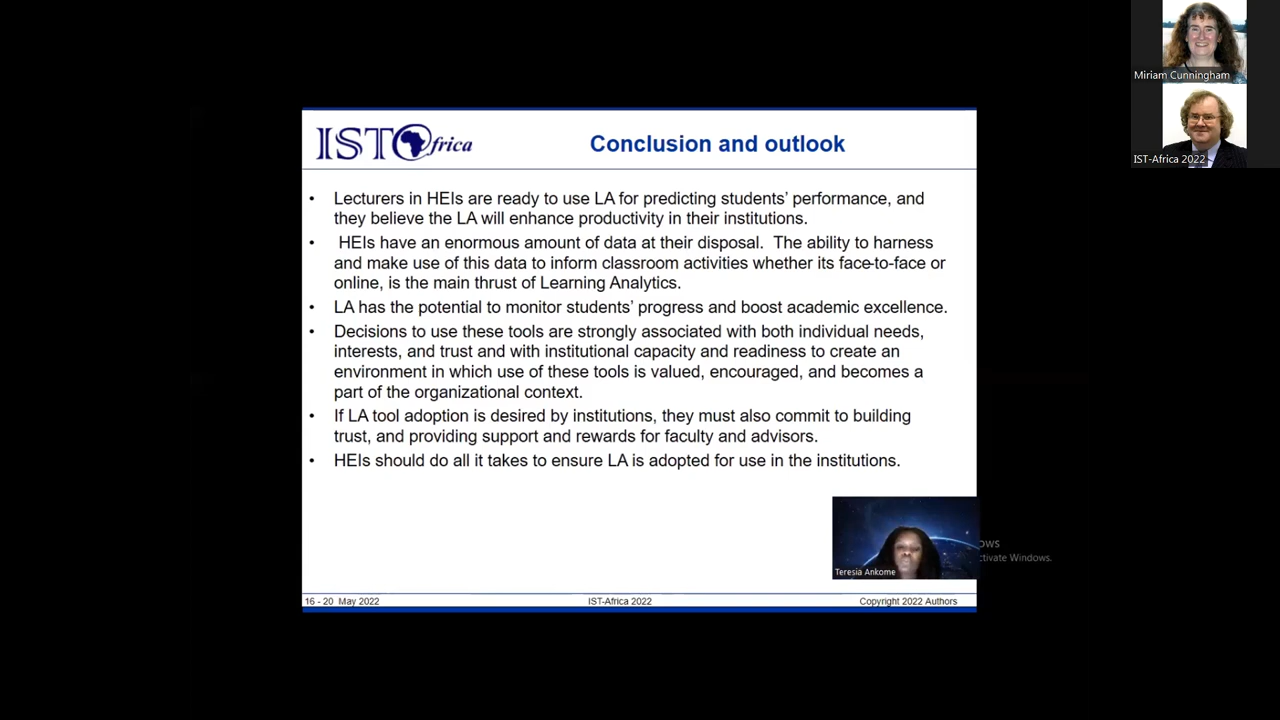 Miriam Cunningham
IST-Africa 2022
IST Africa
Conclusion and outlook
• Lecturers in HEIs are ready to use LA for predicting students' performance, and
they believe the LA will enhance productivity in their institutions.
• HEIs have an enormous amount of data at their disposal. The ability to harness
and make use of this data to inform classroom activities whether its face-to-face or
online, is the main thrust of Learning Analytics.
• LA has the potential to monitor students' progress and boost academic excellence.
• Decisions to use these tools are strongly associated with both individual needs,
interests, and trust and with institutional capacity and readiness to create an
environment in which use of these tools is valued, encouraged, and becomes a
part of the organizational context.
• If LA tool adoption is desired by institutions, they must also commit to building
trust, and providing support and rewards for faculty and advisors.
• HEIs should do all it takes to ensure LA is adopted for use in the institutions.
Teresia Ankome
ows
ctivate Windows.
16 - 20 May 2022
IST-Africa 2022
Copyright 2022 Authors